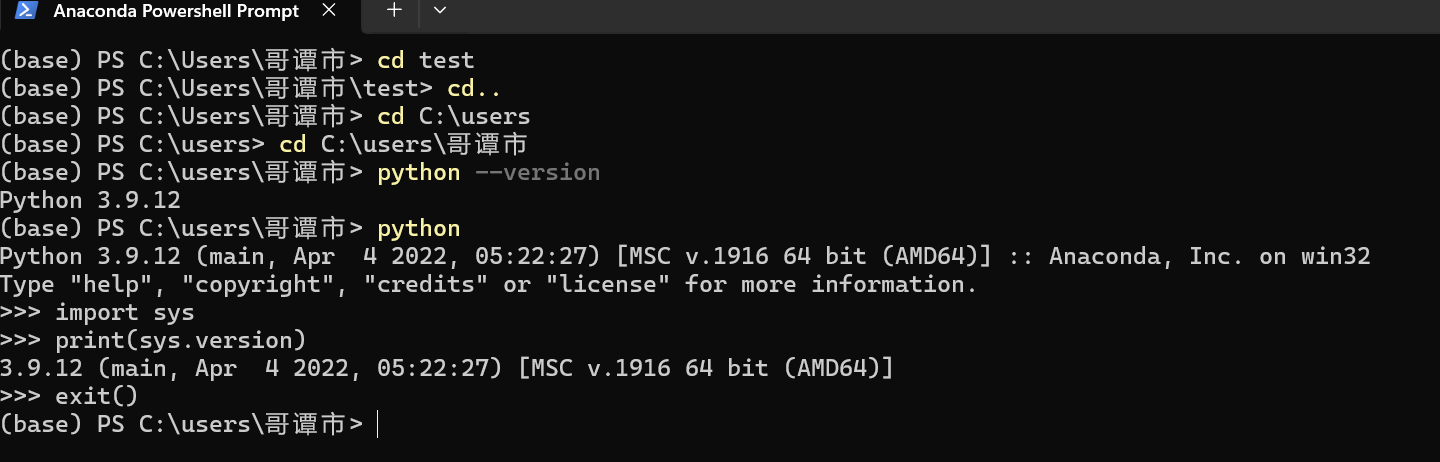 Anaconda Powershell Prompt
(base) PS C:\Users\哥谭市> cd test
(base) PS C:\Users\哥谭市\test> cd..
(base) PS C:\Users\哥谭市> cd C:\users
(base) PS C:\users> cd C:\users\哥谭市
(base) PS C:\users\哥谭市> python --version
Python 3.9.12
(base) PS C:\users\哥谭市> python
Python 3.9.12 (main, Apr  4 2022, 05:22:27) [MSC v.1916 64 bit (AMD64)] :: Anaconda, Inc. on win32
Type "help", "copyright", "credits" or "license" for more information.
>>> import sys
>>> print(sys.version)
3.9.12 (main, Apr  4 2022, 05:22:27) [MSC v.1916 64 bit (AMD64)]
>>> exit()
(base) PS C:\users\哥谭市>